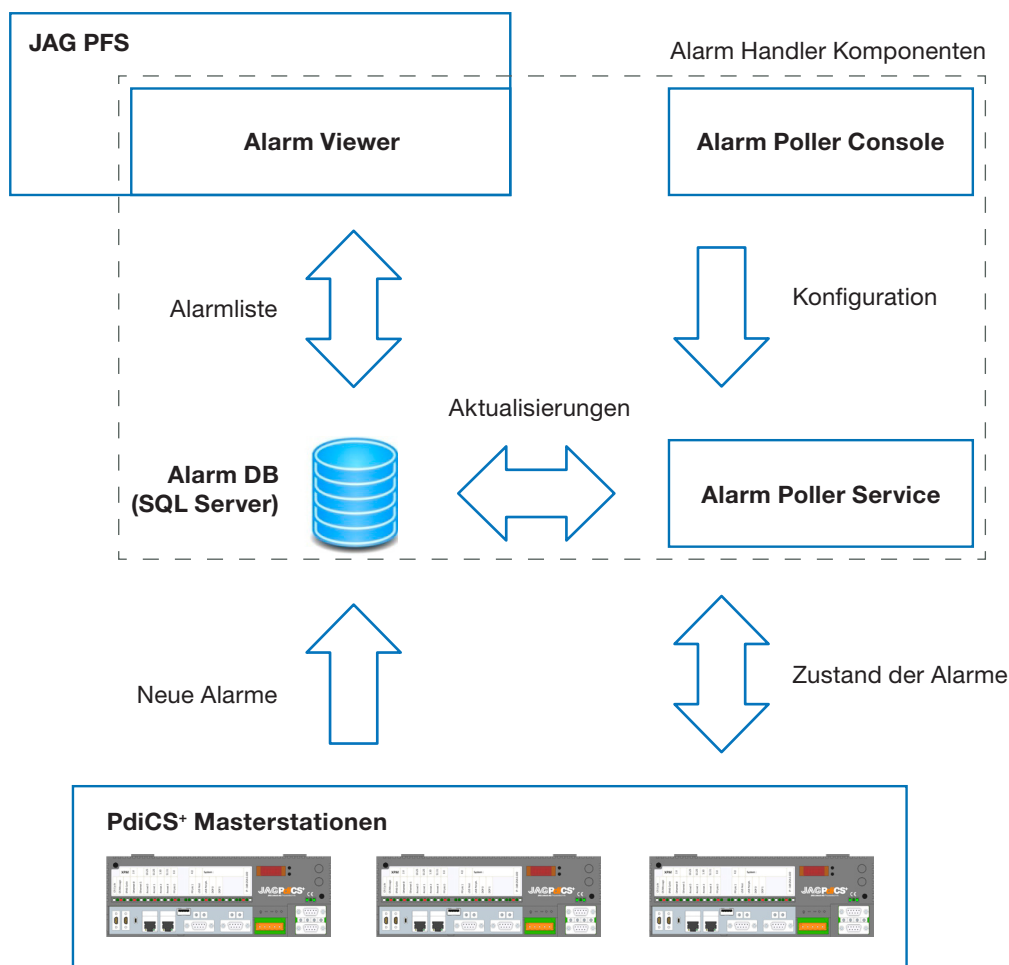 JAG PFS
Alarm Handler Komponenten
Alarm Viewer
Alarm Poller Console
Alarmliste
Konfiguration
Aktualisierungen
Alarm DB
(SQL Server)
Alarm Poller Service
Neue Alarme
Zustand der Alarme
PdiCS⁺ Masterstationen